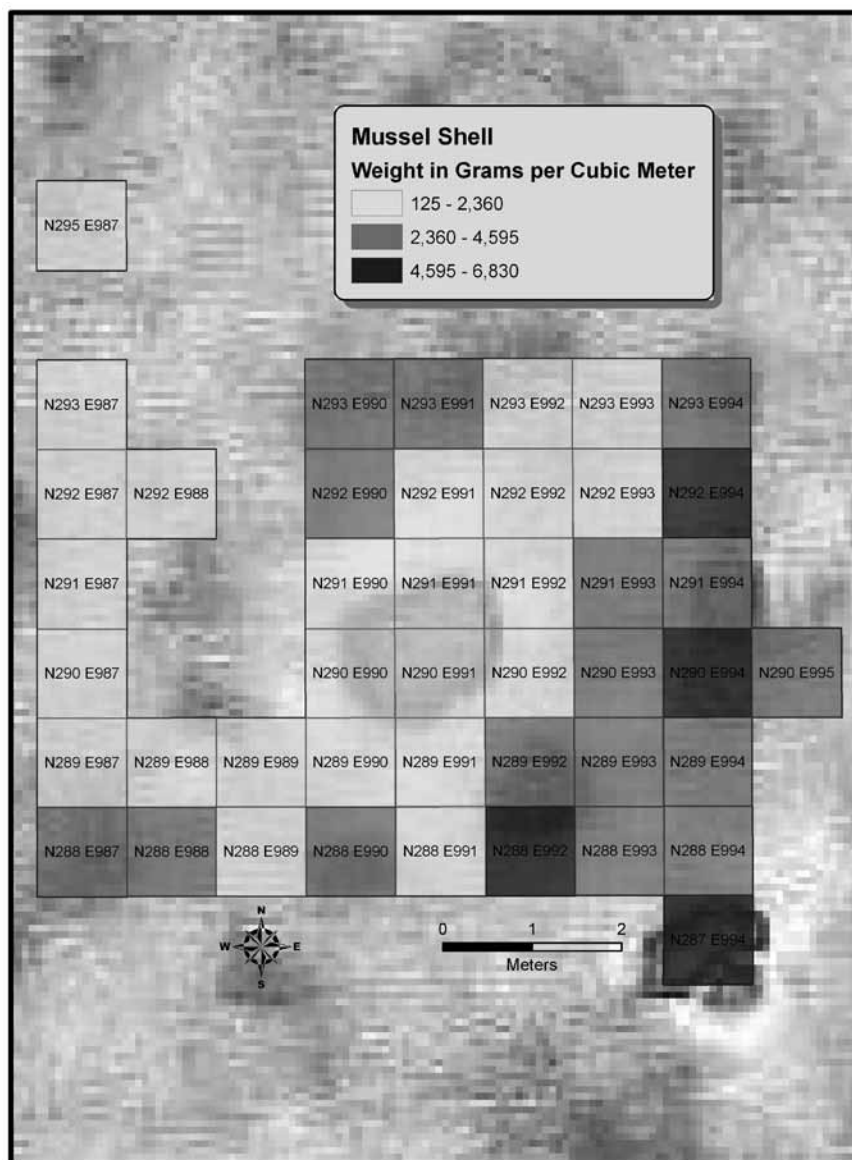 Mussel Shell
Weight in Grams per Cubic Meter
125 - 2,360
2,360 - 4,595
4,595 - 6,830
N295 E987
N293 E987
N293 E990
N293 E991
N293 E992
N293 E993
N293 E994
N292 E987
N292 E988
N292 E990
N292 E991
N292 E992
N292 E993
N292 E994
N291 E987
N291 E990
N291 E991
N291 E992
N291 E993
N291 E994
N290 E987
N290 E990
N290 E991
N290 E992
N290 E993
N290 E994
N290 E995
N289 E987
N289 E988
N289 E989
N289 E990
N289 E991
N289 E992
N289 E993
N289 E994
N288 E987
N288 E988
N288 E989
N288 E990
N288 E991
N288 E992
N288 E993
N288 E994
N287 E994
N
W E
S
0 1 2
Meters